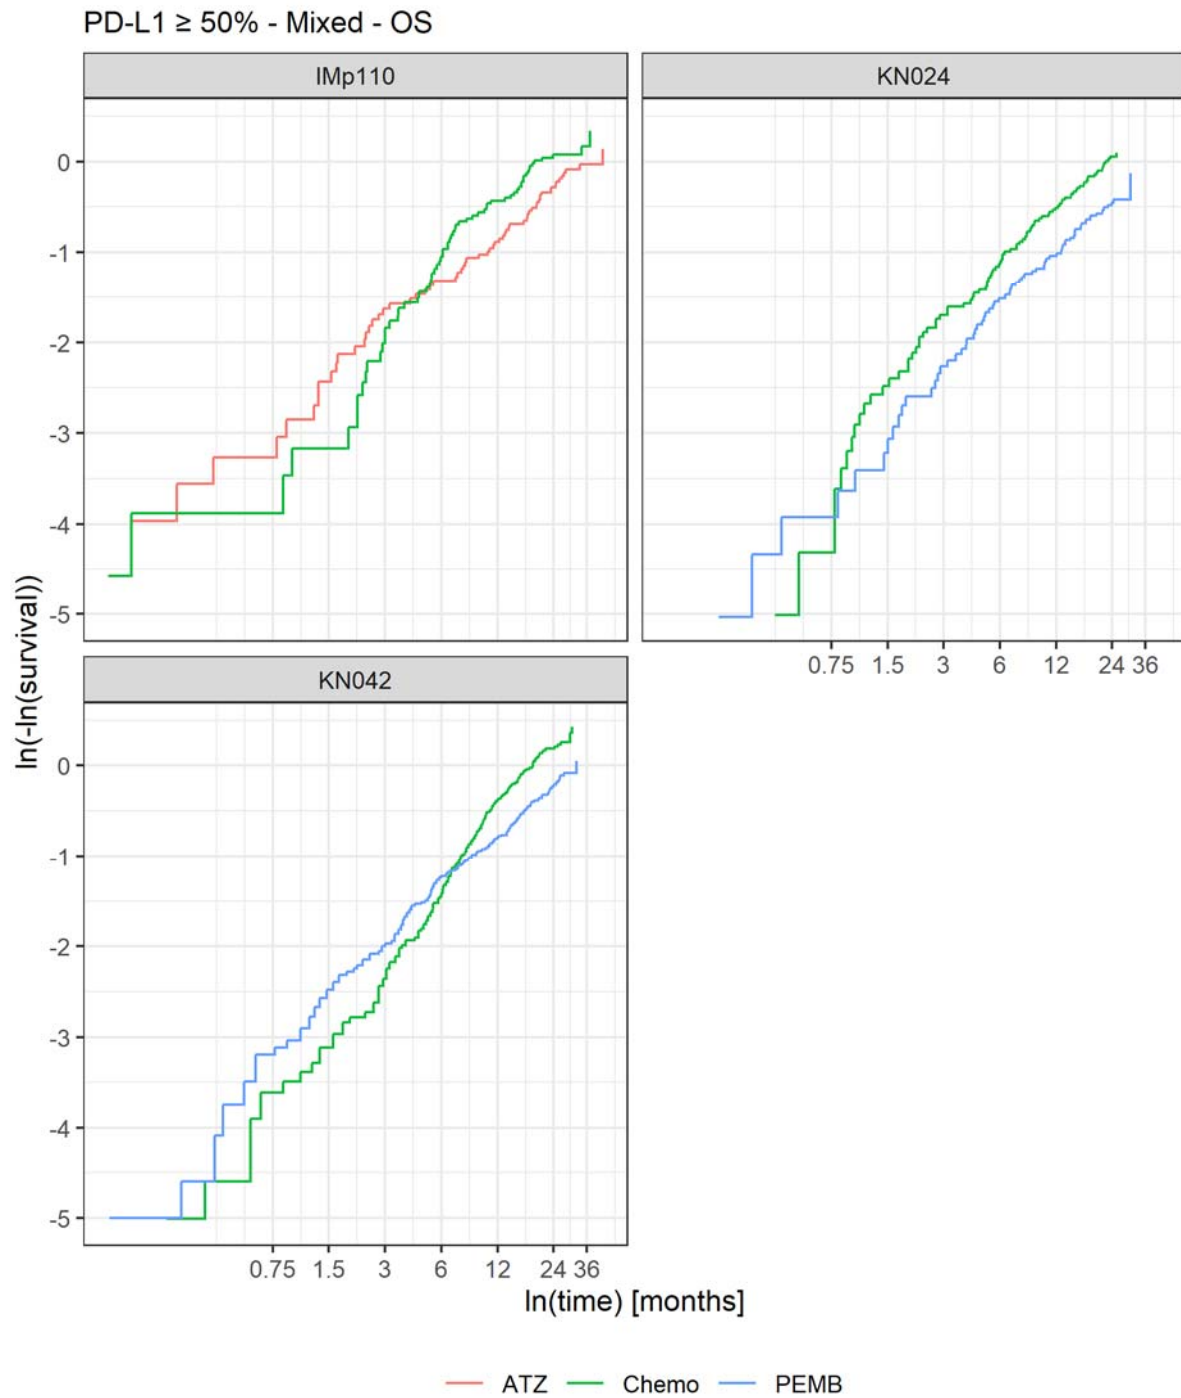 PD-L1 ≥ 50% - Mixed - OS
IMp110
KN024
0
-1
-2
-3
-4
-5
0.75 1.5 3 6 12 24 36
KN042
ln(-ln(survival))
0
-1
-2
-3
-4
-5
0.75 1.5 3 6 12 24 36
ln(time) [months]
ATZ Chemo PEMB